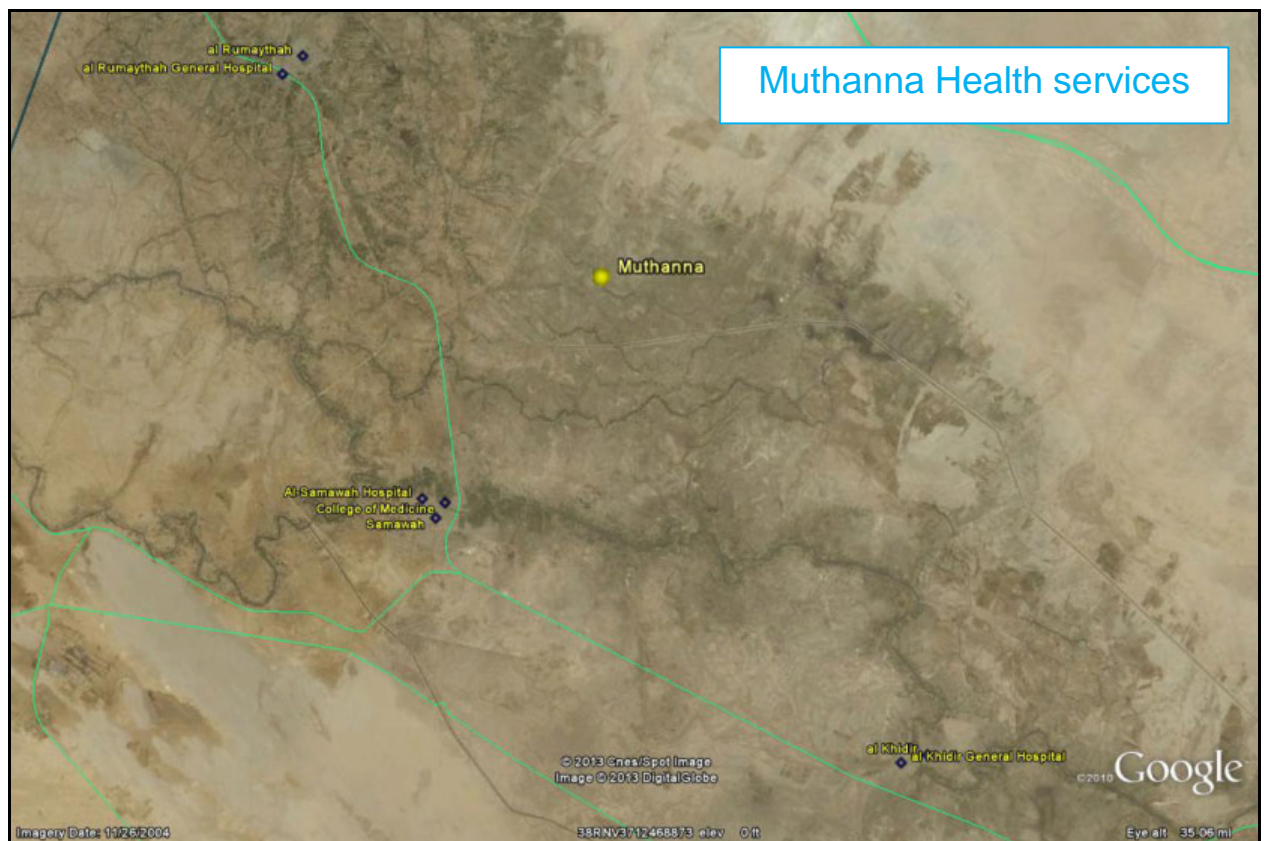 al Rumaythah
al Rumaythah General Hospital
Muthanna Health services
Muthanna
Al-Samawah Hospital
College of Medicine
Samawah
al Khidir
al Khidir General Hospital
© 2013 Cnes/Spot Image
Image © 2013 DigitalGlobe
©2010 Google
Imagery Date: 11/26/2004
38RNV3712468873 elev 0 ft
Eye alt 35.06 mi